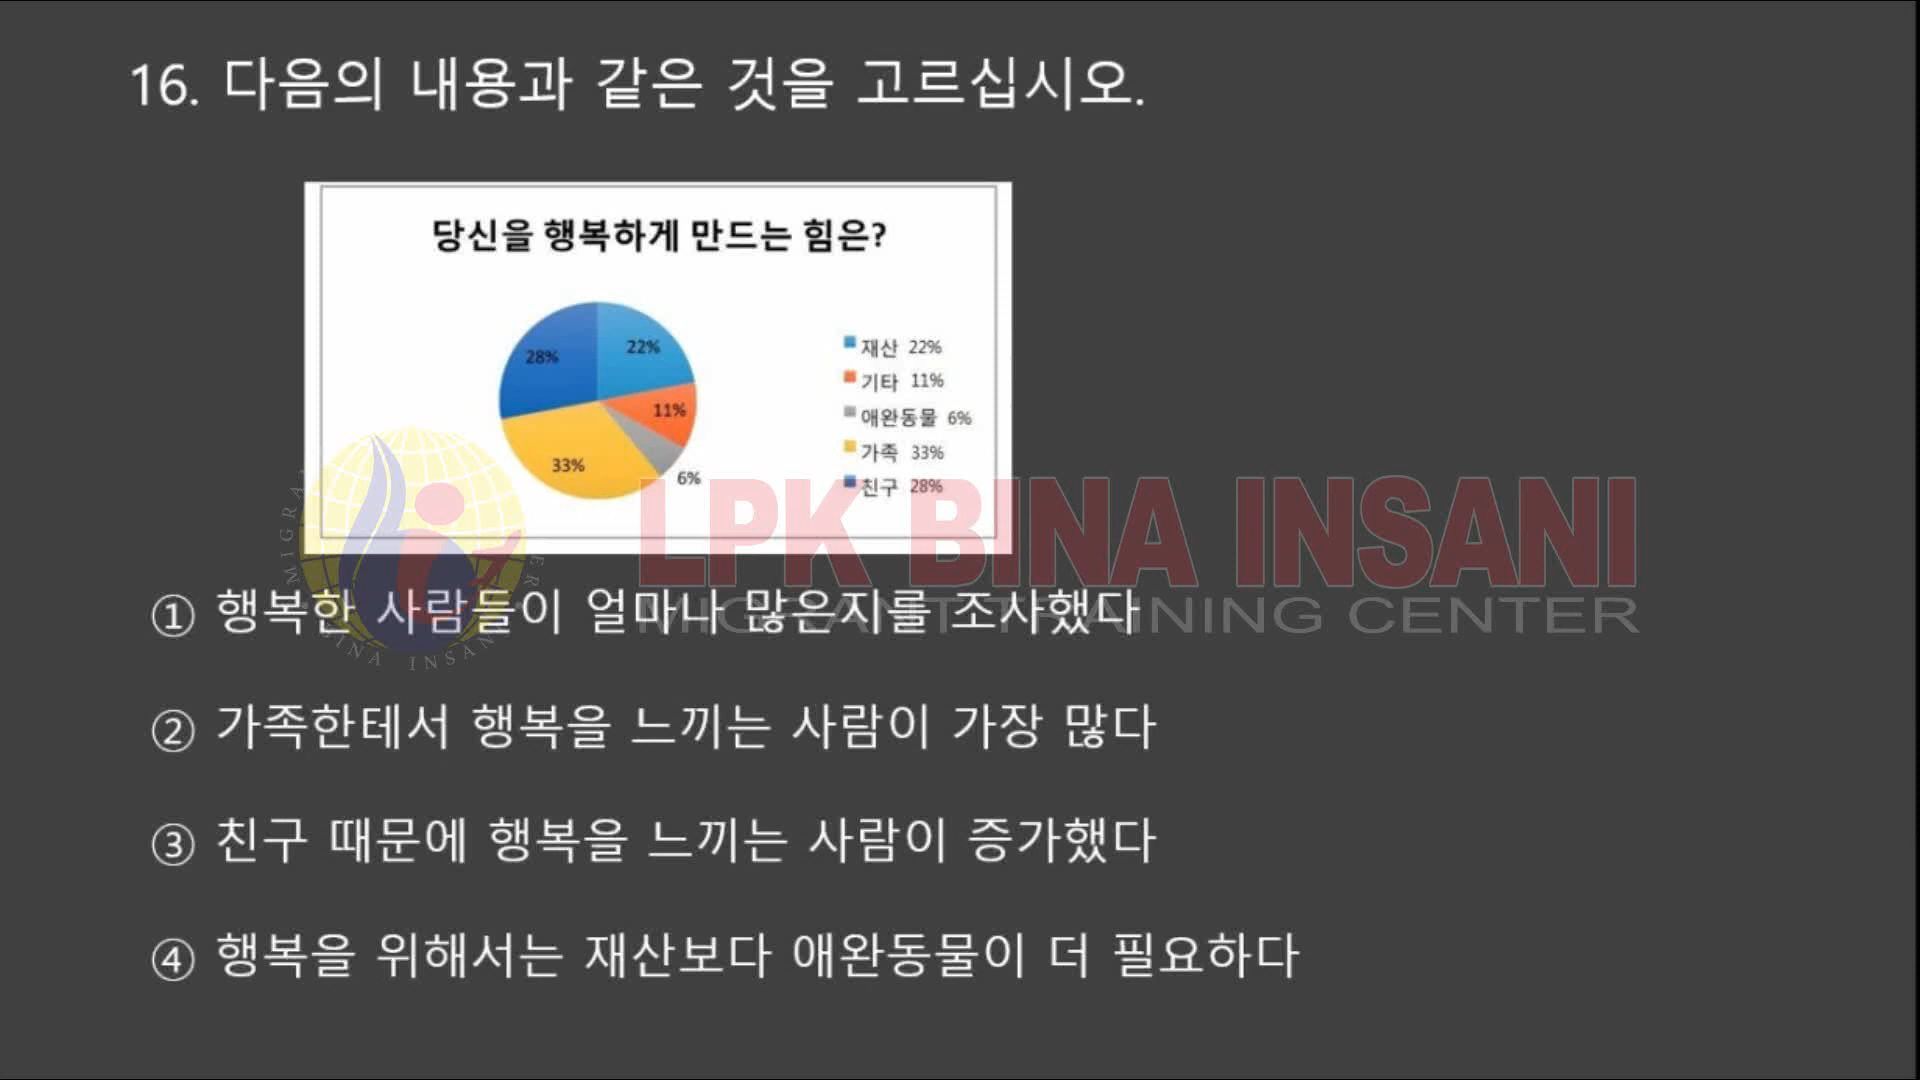 16. 다음의 내용과 같은 것을 고르십시오.
당신을 행복하게 만드는 힘은?
28%
22%
11%
33%
6%
재산 22%
기타 11%
애완동물 6%
가족 33%
친구 28%
LPK BINA INSANI
MIGRANT TRAINING CENTER
BINA INSANI
① 행복한 사람들이 얼마나 많은지를 조사했다
② 가족한테서 행복을 느끼는 사람이 가장 많다
③ 친구 때문에 행복을 느끼는 사람이 증가했다
④ 행복을 위해서는 재산보다 애완동물이 더 필요하다